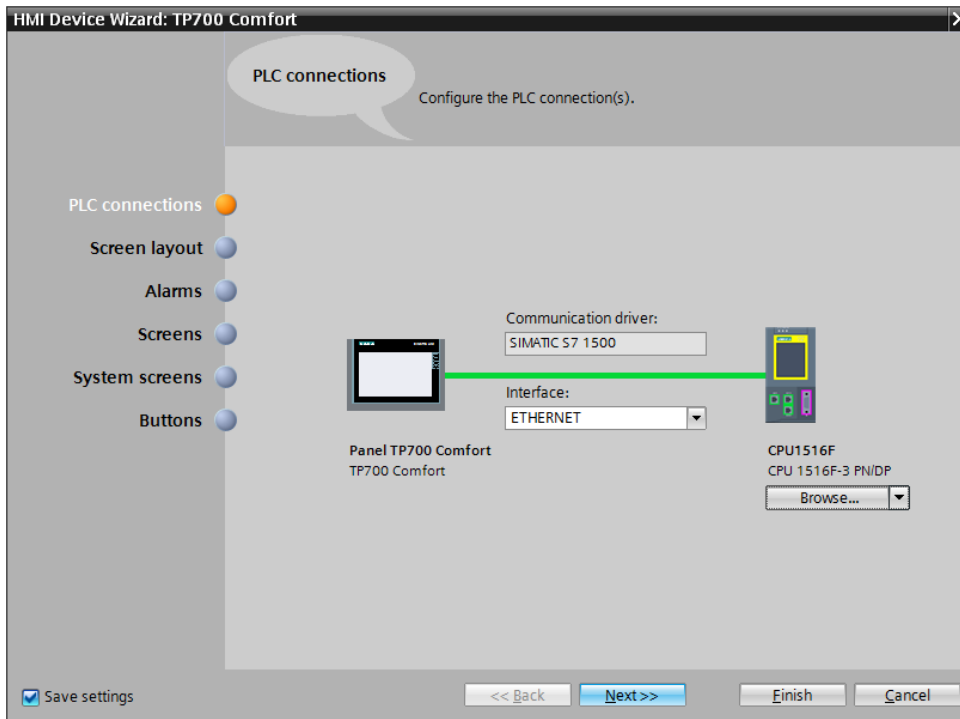 HMI Device Wizard: TP700 Comfort
PLC connections
Configure the PLC connection(s).
PLC connections
Screen layout
Alarms
Screens
System screens
Buttons
Communication driver:
SIMATIC S7 1500
Interface:
ETHERNET
Panel TP700 Comfort
TP700 Comfort
CPU1516F
CPU 1516F-3 PN/DP
Browse...
Save settings
<< Back
Next >>
Finish
Cancel